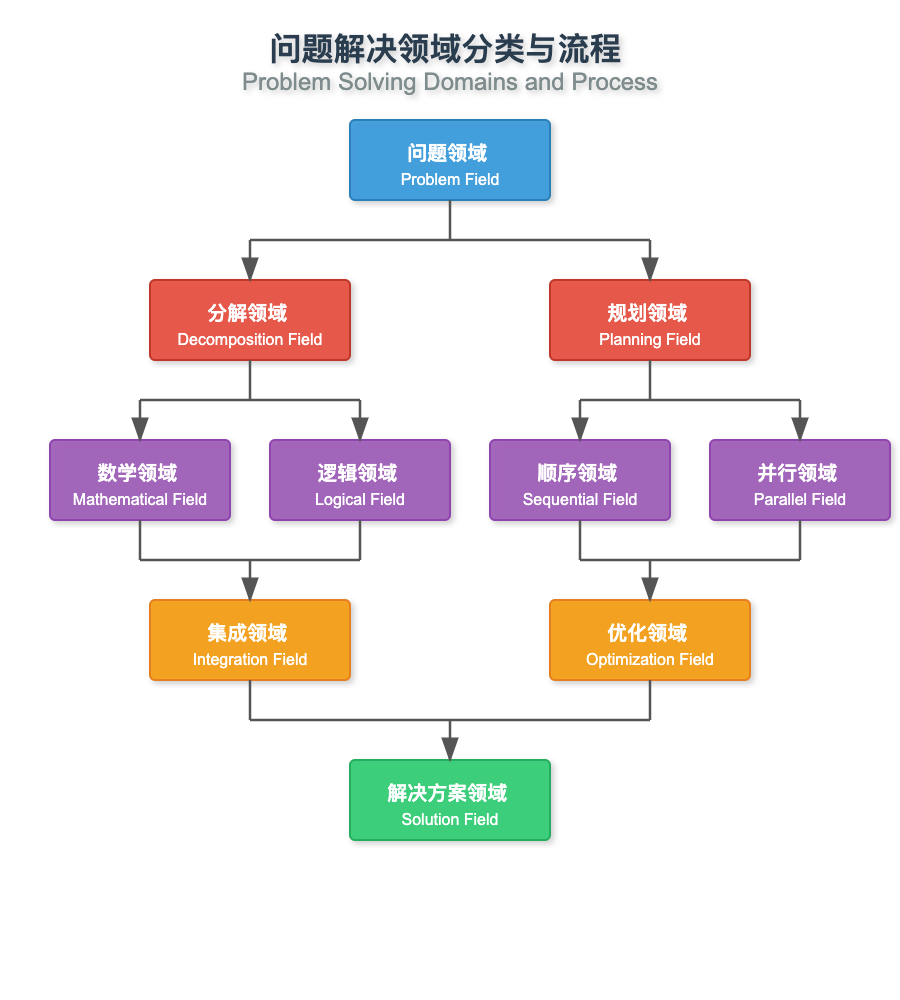 问题解决领域分类与流程
Problem Solving Domains and Process
问题领域
Problem Field
分解领域
Decomposition Field
规划领域
Planning Field
数学领域
Mathematical Field
逻辑领域
Logical Field
顺序领域
Sequential Field
并行领域
Parallel Field
集成领域
Integration Field
优化领域
Optimization Field
解决方案领域
Solution Field